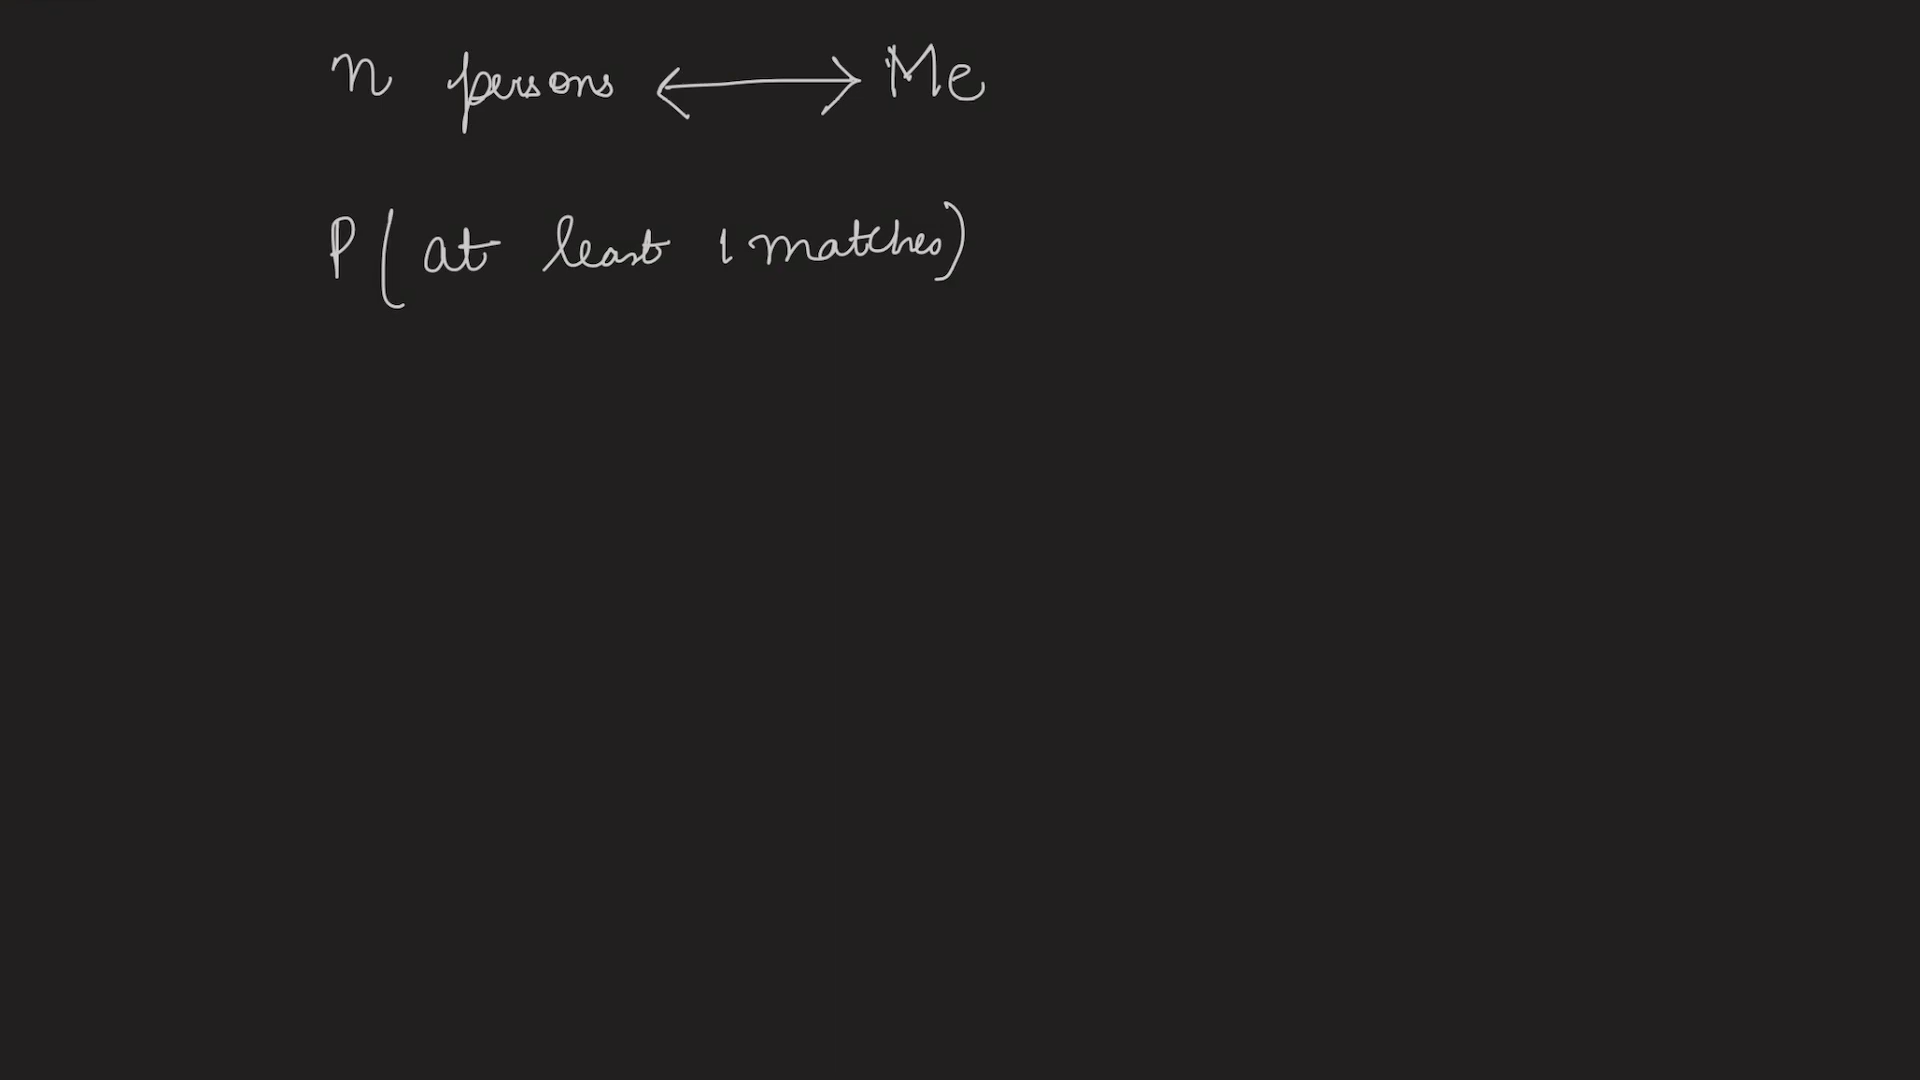 n persons ⟷ Me
P( at least 1 matches)